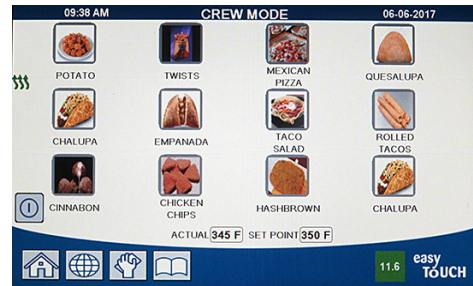 09:38 AM CREW MODE 06-06-2017
POTATO TWISTS MEXICAN PIZZA QUESALUPA
CHALUPA EMPANADA TACO SALAD ROLLED TACOS
CINNABON CHICKEN CHIPS HASHBROWN CHALUPA
ACTUAL 345 F SET POINT 350 F
11.6 easy TOUCH